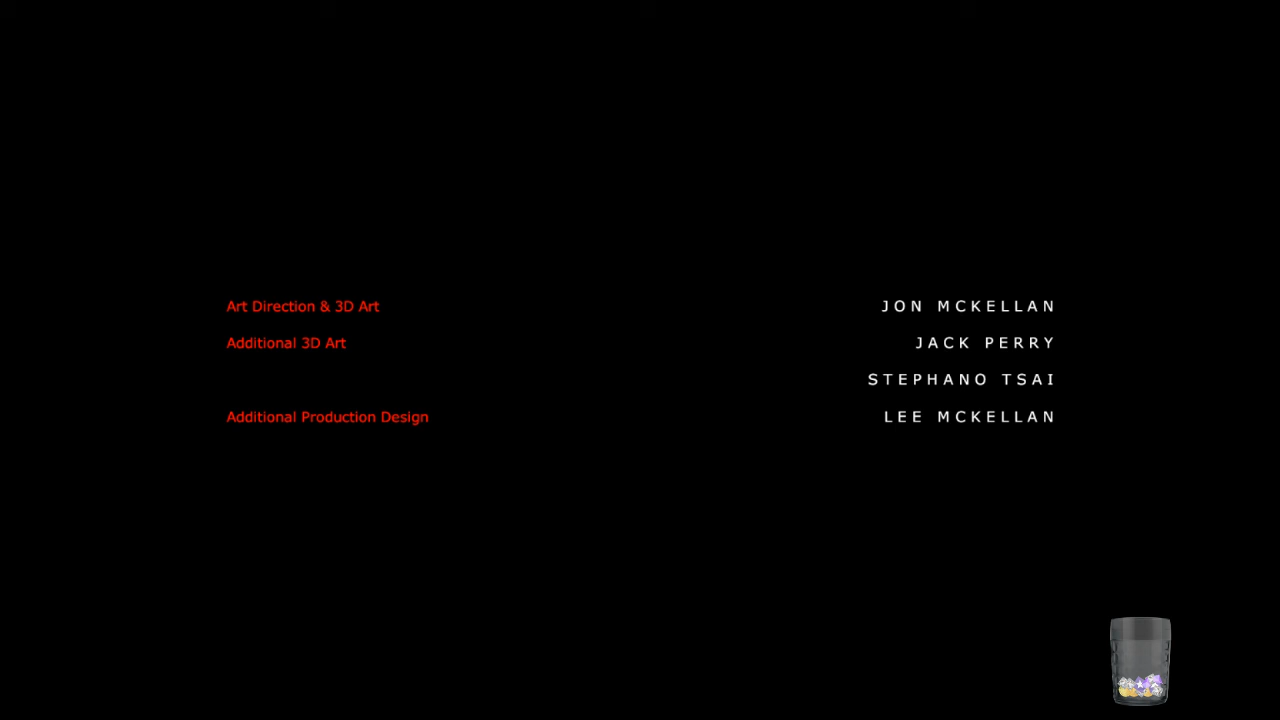 Art Direction & 3D Art JON MCKELLAN
Additional 3D Art JACK PERRY
STEPHANO TSAI
Additional Production Design LEE MCKELLAN